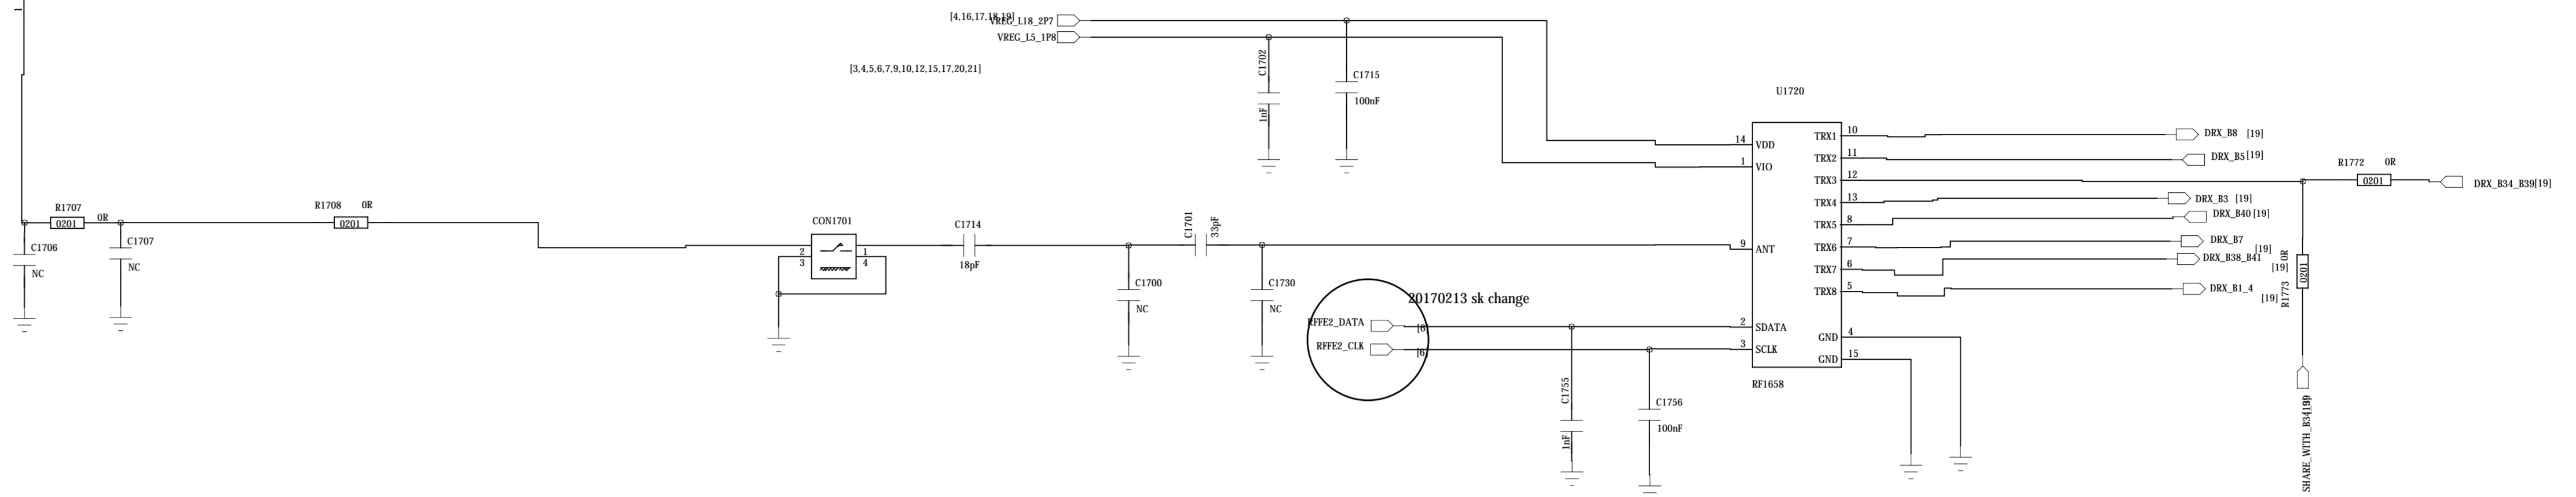 1
[4,16,17,18,19]
VREG_L18_2P7
VREG_L5_1P8
[3,4,5,6,7,9,10,12,15,17,20,21]
C1702
1nF
C1715
100nF
U1720
14 VDD
1 VIO
9 ANT
2 SDATA
3 SCLK
TRX1 10
TRX2 11
TRX3 12
TRX4 13
TRX5 8
TRX6 7
TRX7 6
TRX8 5
GND 4
GND 15
RF1658
DRX_B8 [19]
DRX_B5 [19]
R1772 0R
0201
DRX_B34_B39[19]
DRX_B3 [19]
DRX_B40 [19]
DRX_B7
[19]
DRX_B38_B41
[19]
DRX_B1_4
[19]
R1773 0R
0201
R1707
0201
0R
R1708 0R
0201
C1706
NC
C1707
NC
CON1701
2
3
1
4
C1714
18pF
C1701
33pF
C1700
NC
C1730
NC
20170213 sk change
RFFE2_DATA
[6
RFFE2_CLK
[6
C1755
1nF
C1756
100nF